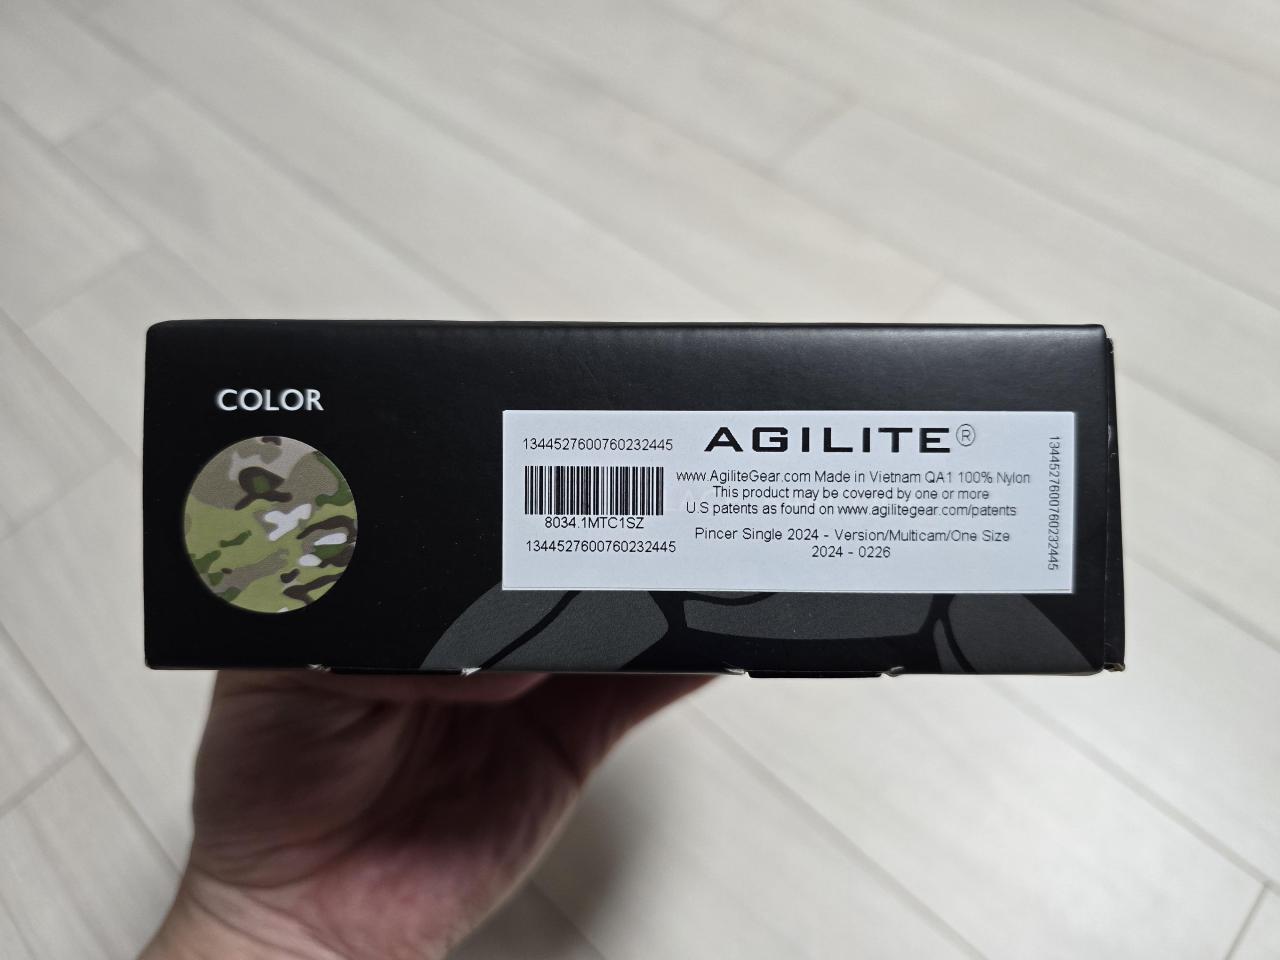 COLOR
1344527600760232445
8034.1MTC1SZ
1344527600760232445
AGILITE®
www.AgiliteGear.com Made in Vietnam QA1 100% Nylon
This product may be covered by one or more
U.S patents as found on www.agilitegear.com/patents
Pincer Single 2024 - Version/Multicam/One Size
2024 - 0226
1344527600760232445